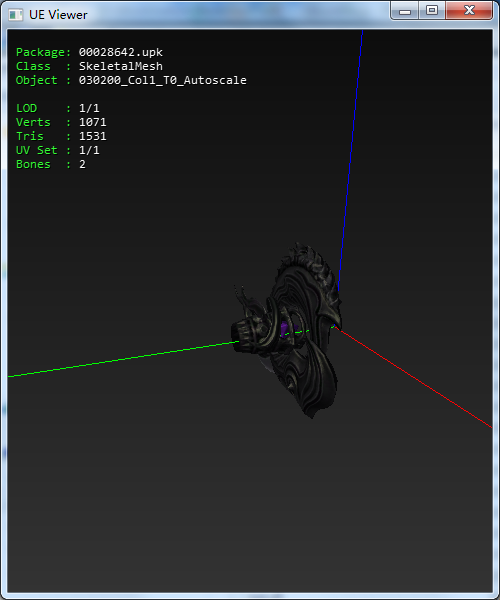 UE Viewer
Package: 00028642.upk
Class : SkeletalMesh
Object : 030200_Col1_T0_Autoscale
LOD : 1/1
Verts : 1071
Tris : 1531
UV Set : 1/1
Bones : 2